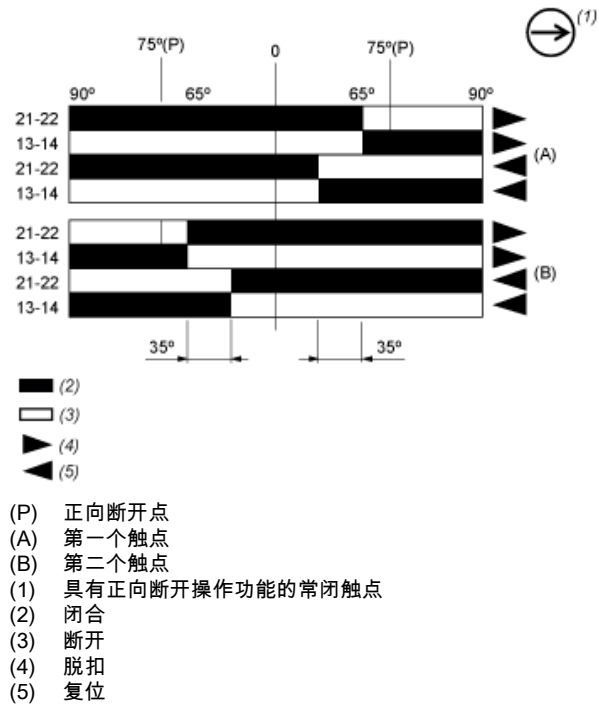 (1)
75º(P) 0 75º(P)
90º 65º 65º 90º
21-22
13-14
(A)
21-22
13-14
21-22
13-14
(B)
21-22
13-14
35º 35º
(2)
(3)
(4)
(5)
(P) 正向断开点
(A) 第一个触点
(B) 第二个触点
(1) 具有正向断开操作功能的常闭触点
(2) 闭合
(3) 断开
(4) 脱扣
(5) 复位